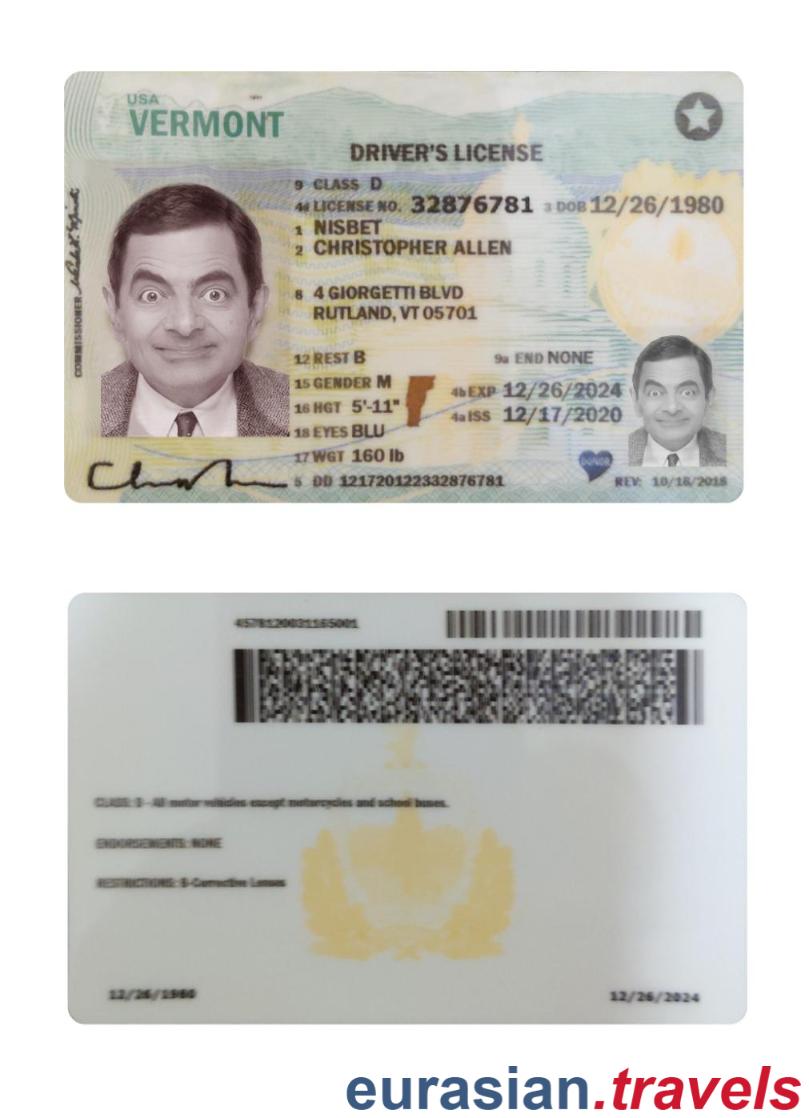 USA
VERMONT
DRIVER'S LICENSE
9 CLASS D
4d LICENSE NO. 32876781 3 DOB 12/26/1980
1 NISBET
2 CHRISTOPHER ALLEN
8 4 GIORGETTI BLVD
RUTLAND, VT 05701
12 REST B 9a END NONE
15 GENDER M
4b EXP 12/26/2024
16 HGT 5'-11"
4a ISS 12/17/2020
18 EYES BLU
17 WGT 160 lb
DONOR
5 DD 121720122332876781
REV: 10/18/2018
COMMISSIONER
4578120031165001
CLASS: D - All motor vehicles except motorcycles and school buses.
ENDORSEMENTS: NONE
RESTRICTIONS: B-Corrective Lenses
12/26/1980 12/26/2024
eurasian.travels